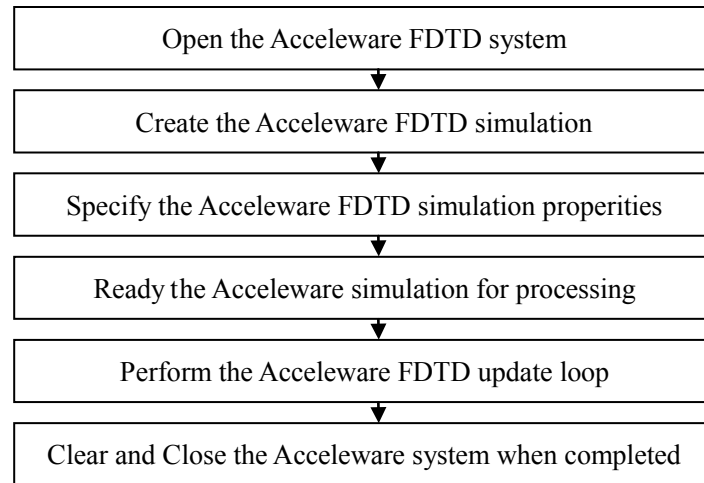 Open the Acceleware FDTD system
Create the Acceleware FDTD simulation
Specify the Acceleware FDTD simulation properities
Ready the Acceleware simulation for processing
Perform the Acceleware FDTD update loop
Clear and Close the Acceleware system when completed